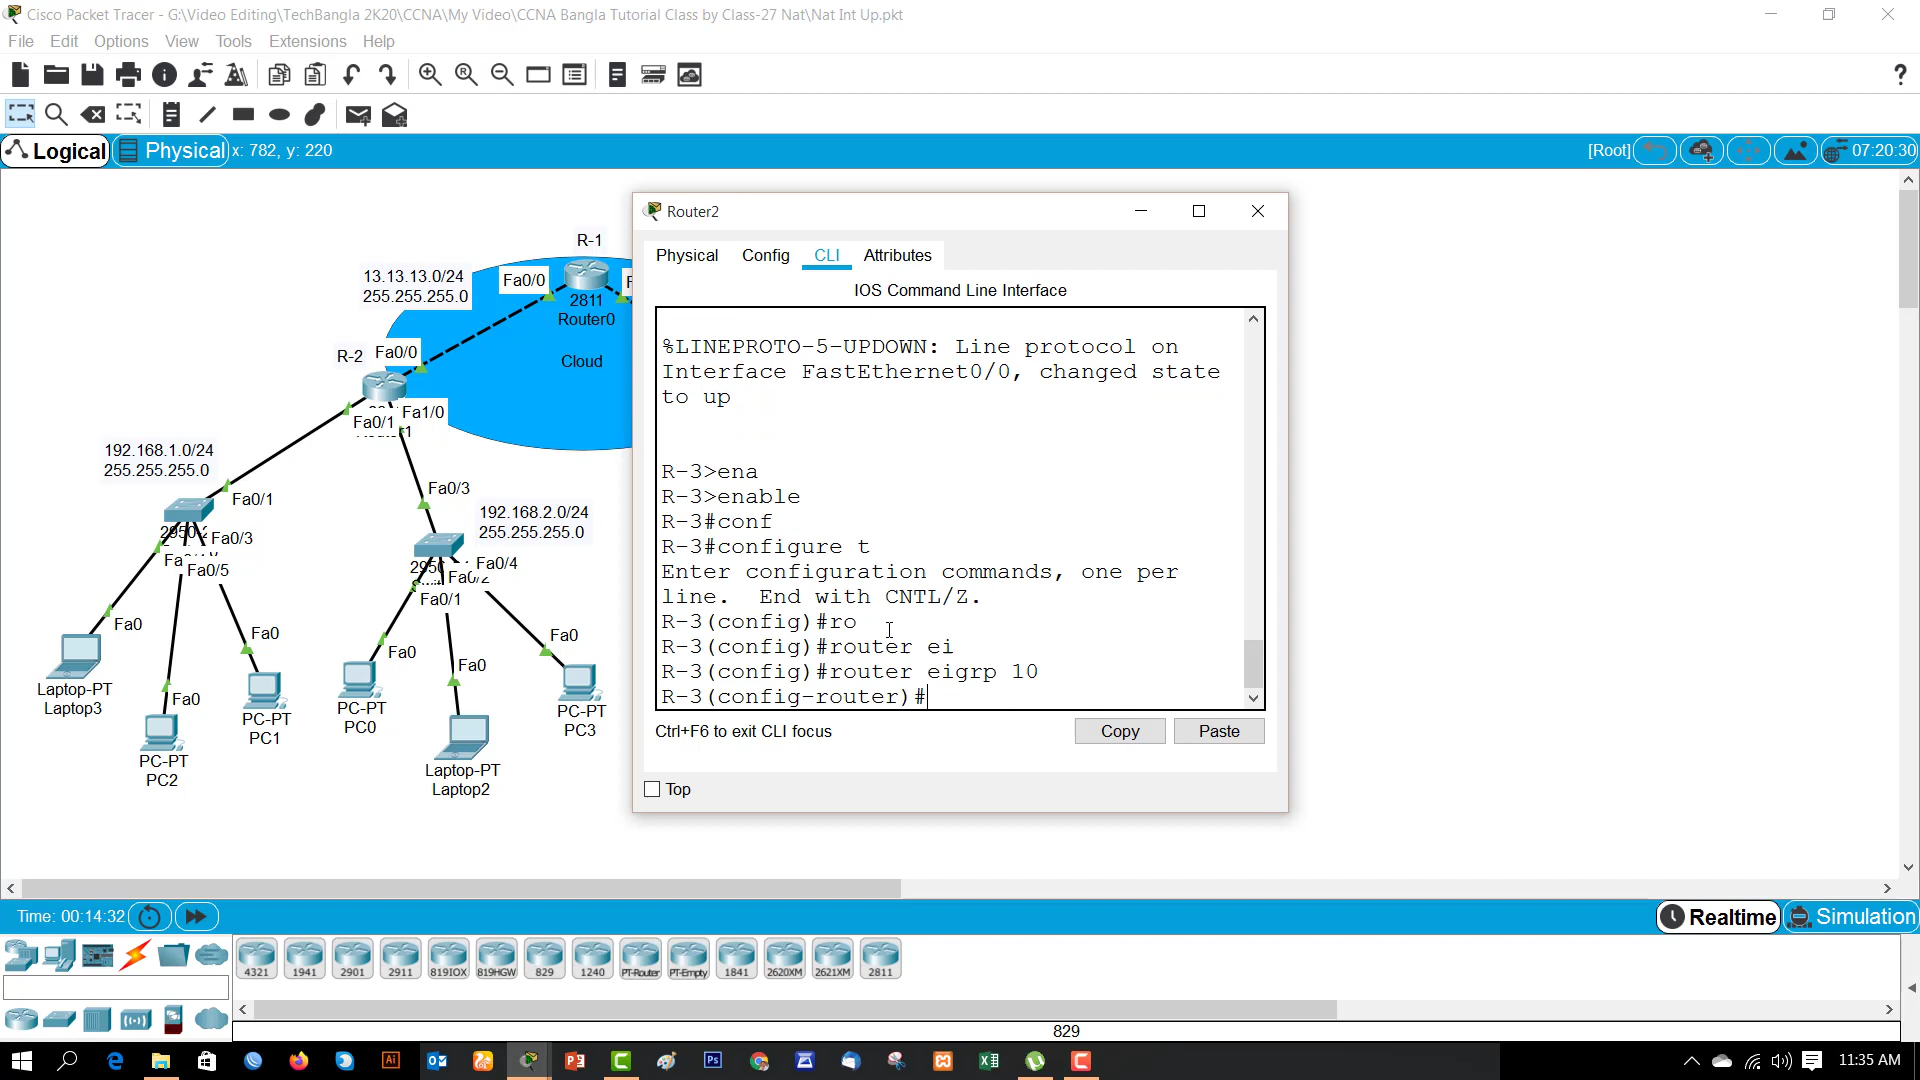 Cisco Packet Tracer - G:\Video Editing\TechBangla 2K20\CCNA\My Video\CCNA Bangla Tutorial Class by Class-27 Nat\Nat Int Up.pkt
File Edit Options View Tools Extensions Help
Logical Physical x: 782, y: 220 [Root] 07:20:30
Router2
Physical Config CLI Attributes
IOS Command Line Interface
%LINEPROTO-5-UPDOWN: Line protocol on
Interface FastEthernet0/0, changed state
to up
R-3>ena
R-3>enable
R-3#conf
R-3#configure t
Enter configuration commands, one per
line. End with CNTL/Z.
R-3(config)#ro
R-3(config)#router ei
R-3(config)#router eigrp 10
R-3(config-router)#
Ctrl+F6 to exit CLI focus Copy Paste
Top
R-1
13.13.13.0/24
255.255.255.0
Fa0/0
F
2811
Router0
R-2 Fa0/0
Cloud
Fa0/1 Fa1/0
192.168.1.0/24
255.255.255.0
Fa0/1
Fa0/3
192.168.2.0/24
255.255.255.0
Fa0/3
Fa0/5
Fa0/4
Fa0/2
Fa0/1
Fa0
Fa0
Fa0
Fa0
Fa0
Fa0
Laptop-PT
Laptop3
PC-PT
PC2
PC-PT
PC1
PC-PT
PC0
Laptop-PT
Laptop2
PC-PT
PC3
Time: 00:14:32 Realtime Simulation
4321 1941 2901 2911 819IOX 819HGW 829 1240 PT-Router PT-Empty 1841 2620XM 2621XM 2811
829
11:35 AM